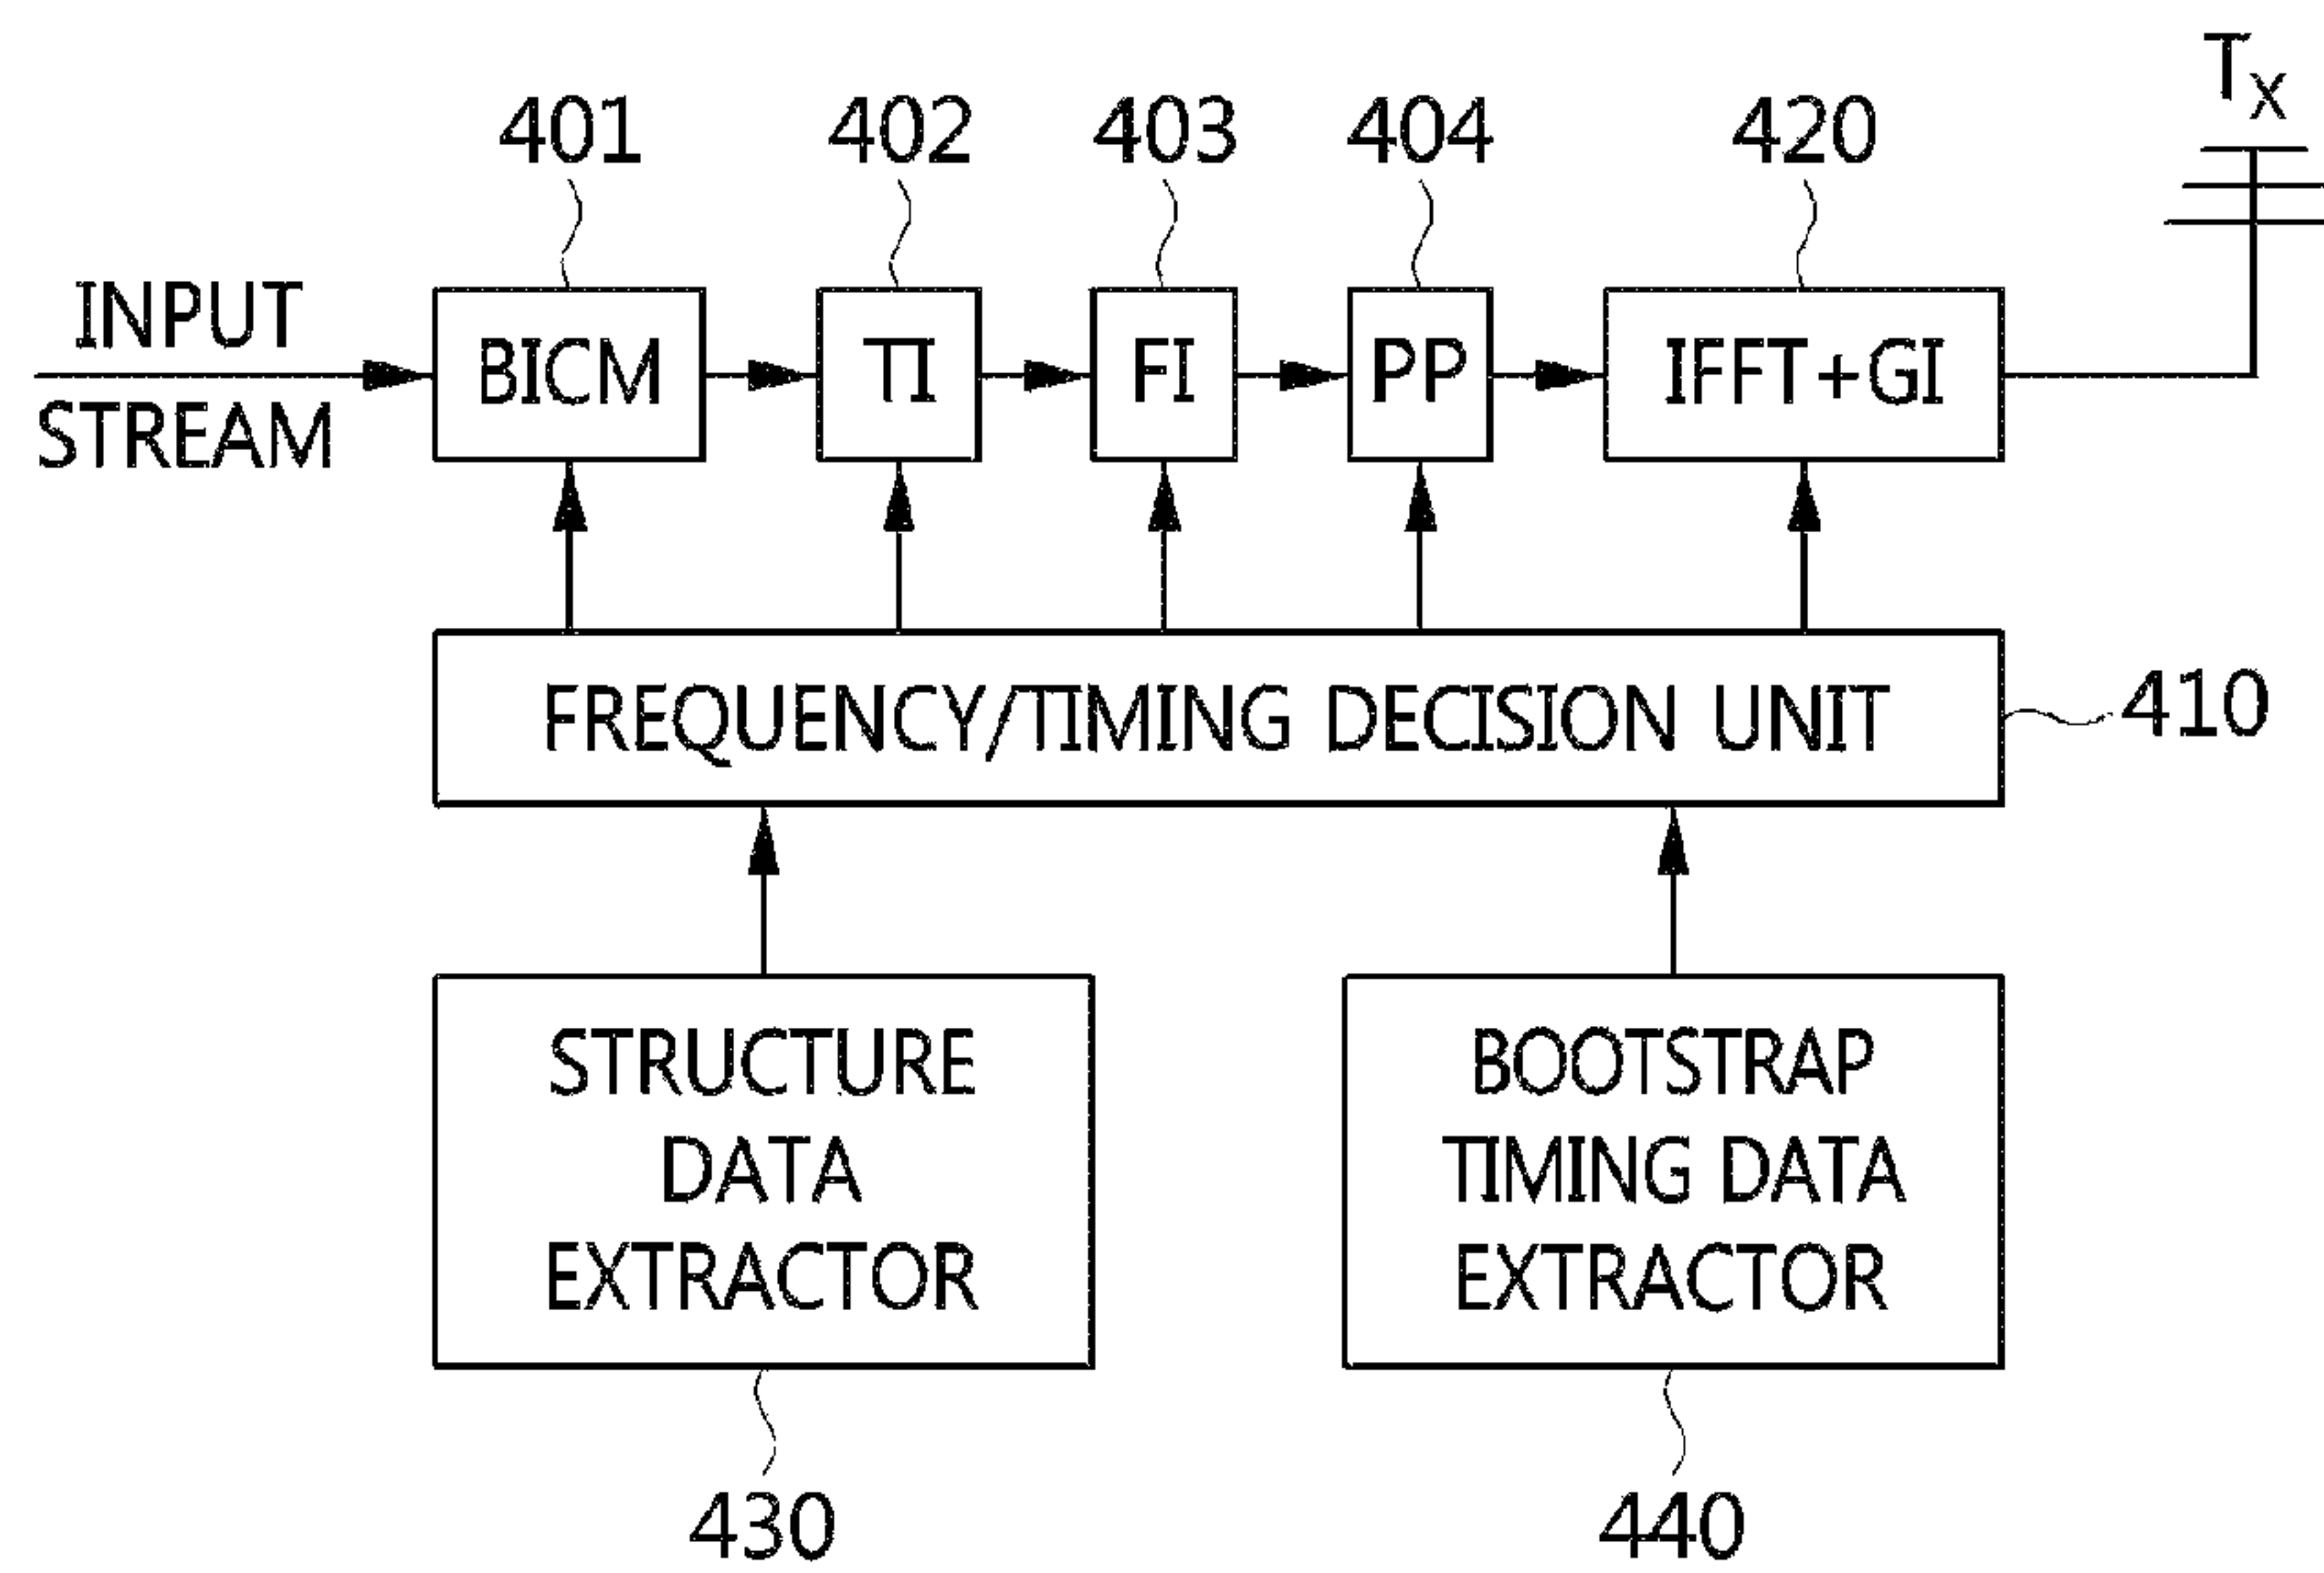 Tx
401 402 403 404 420
INPUT
STREAM
BICM TI FI PP IFFT+GI
FREQUENCY/TIMING DECISION UNIT
410
STRUCTURE
DATA
EXTRACTOR
BOOTSTRAP
TIMING DATA
EXTRACTOR
430 440